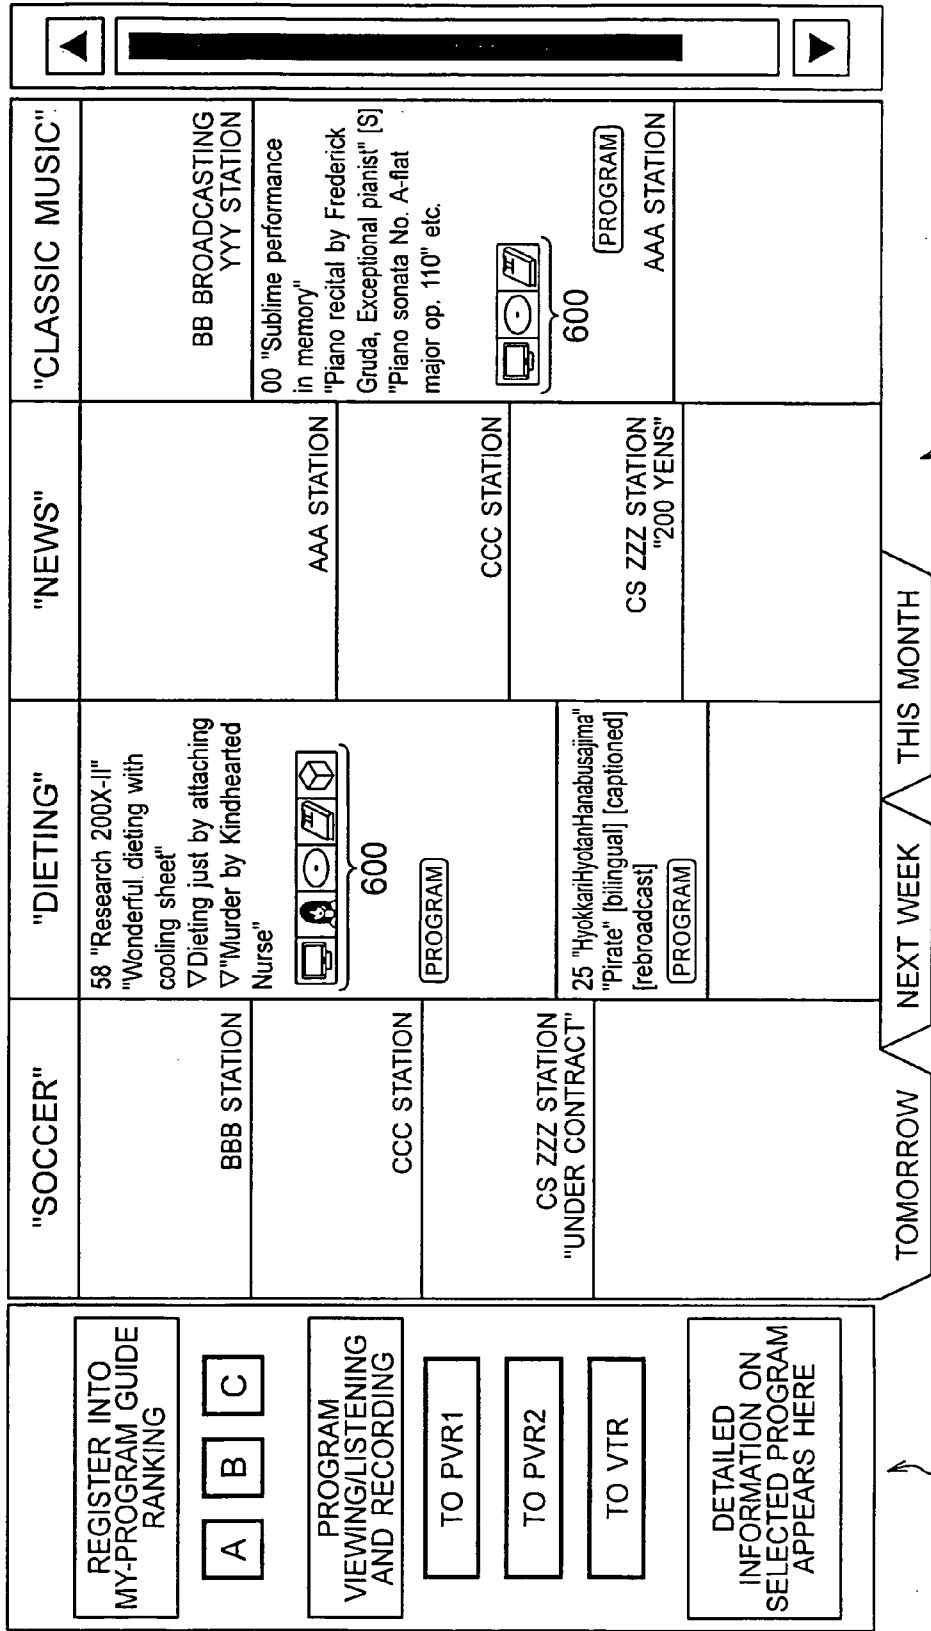 REGISTER INTO
MY-PROGRAM GUIDE
RANKING
A B C
PROGRAM
VIEWING/LISTENING
AND RECORDING
TO PVR1
TO PVR2
TO VTR
DETAILED
INFORMATION ON
SELECTED PROGRAM
APPEARS HERE
"SOCCER"
BBB STATION
CCC STATION
CS ZZZ STATION
"UNDER CONTRACT"
"DIETING"
58 "Research 200X-II"
"Wonderful dieting with
cooling sheet"
▽Dieting just by attaching
▽"Murder by Kindhearted
Nurse"
600
PROGRAM
25 "HyokkariHyotanHanabusajima"
"Pirate" [bilingual] [captioned]
[rebroadcast]
PROGRAM
"NEWS"
AAA STATION
CCC STATION
CS ZZZ STATION
"200 YENS"
"CLASSIC MUSIC"
BB BROADCASTING
YYY STATION
00 "Sublime performance
in memory"
"Piano recital by Frederick
Gruda, Exceptional pianist" [S]
"Piano sonata No. A-flat
major op. 110" etc.
600
PROGRAM
AAA STATION
TOMORROW
NEXT WEEK
THIS MONTH